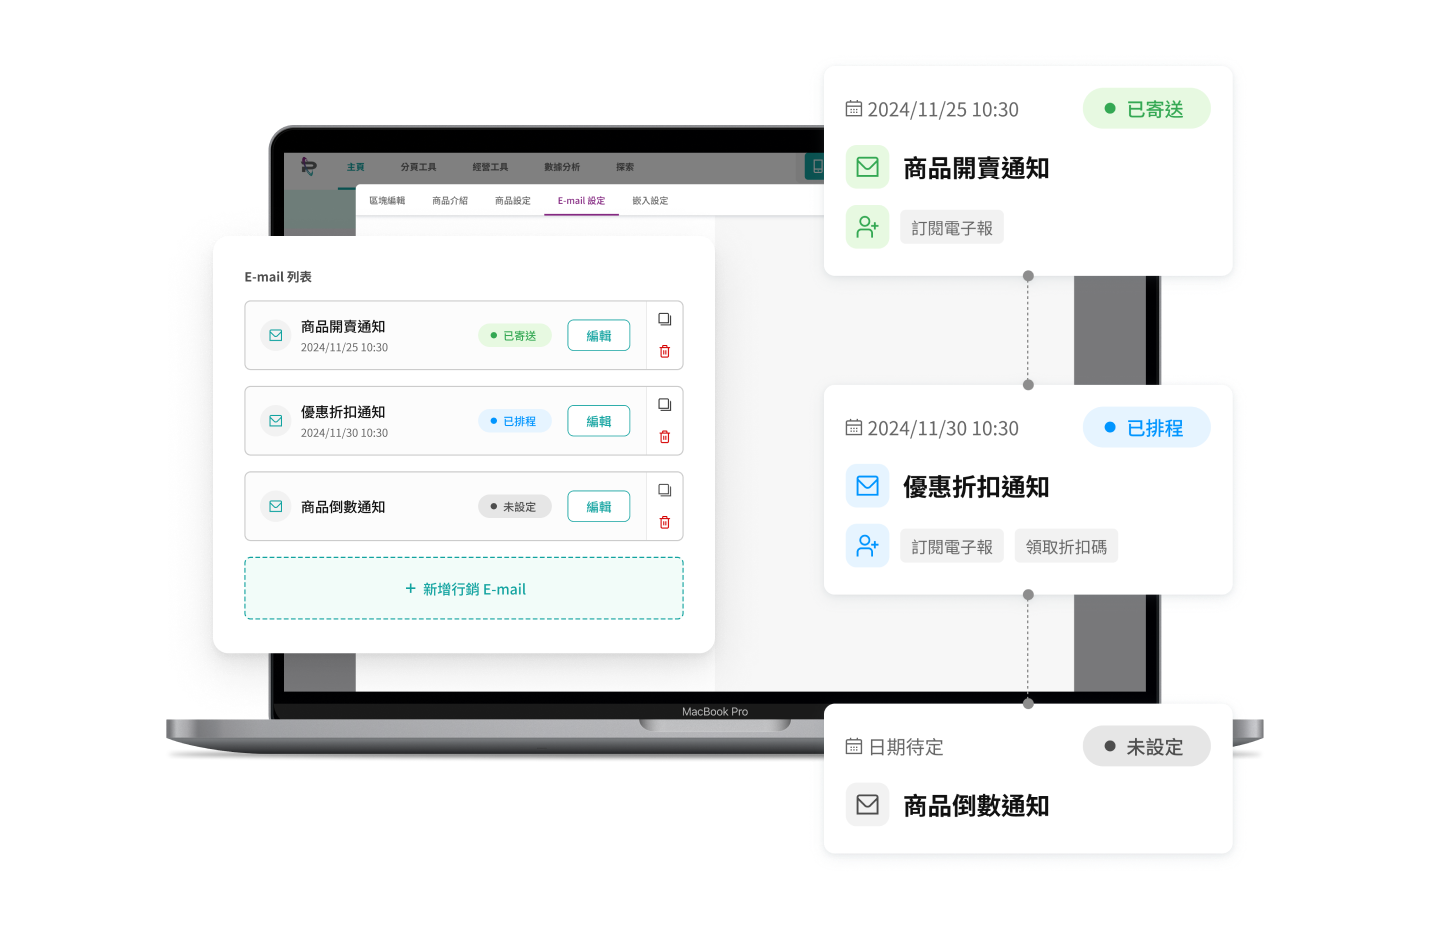 主頁 分頁工具 經營工具 數據分析 探索
區塊編輯 商品介紹 商品設定 E-mail 設定 嵌入設定
E-mail 列表
商品開賣通知
2024/11/25 10:30
已寄送
編輯
優惠折扣通知
2024/11/30 10:30
已排程
編輯
商品倒數通知
未設定
編輯
+ 新增行銷 E-mail
MacBook Pro
2024/11/25 10:30
已寄送
商品開賣通知
訂閱電子報
2024/11/30 10:30
已排程
優惠折扣通知
訂閱電子報 領取折扣碼
日期待定
未設定
商品倒數通知